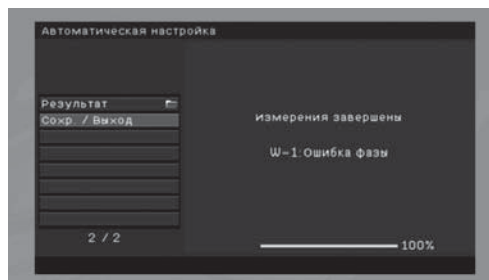 Автоматическая настройка
Результат
Сохр. / Выход
Измерения завершены
W-1:Ошибка фазы
2 / 2
100%